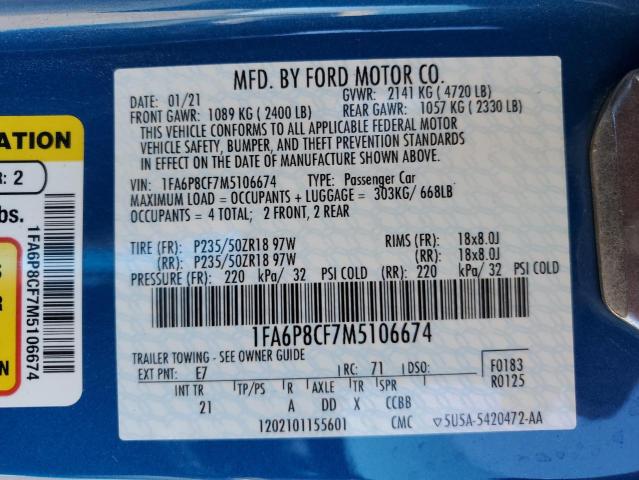 MFD. BY FORD MOTOR CO.
DATE: 01/21 GVWR: 2141 KG ( 4720 LB)
FRONT GAWR: 1089 KG ( 2400 LB) REAR GAWR: 1057 KG ( 2330 LB)
THIS VEHICLE CONFORMS TO ALL APPLICABLE FEDERAL MOTOR
VEHICLE SAFETY, BUMPER, AND THEFT PREVENTION STANDARDS
IN EFFECT ON THE DATE OF MANUFACTURE SHOWN ABOVE.
VIN: 1FA6P8CF7M5106674 TYPE: Passenger Car
MAXIMUM LOAD = OCCUPANTS + LUGGAGE = 303KG/ 668LB
OCCUPANTS = 4 TOTAL; 2 FRONT, 2 REAR
TIRE (FR): P235/50ZR18 97W RIMS (FR): 18x8.0J
(RR): P235/50ZR18 97W (RR): 18x8.0J
PRESSURE (FR): 220 kPa/ 32 PSI COLD (RR): 220 kPa/ 32 PSI COLD
1FA6P8CF7M5106674
TRAILER TOWING - SEE OWNER GUIDE
EXT PNT: E7 RC: 71 DSO: F0183
R0125
INT TR TP/PS R AXLE TR SPR
21 A DD X CCBB
1202101155601 CMC 5U5A-5420472-AA
ATION
R: 2
bs.
S
R
N
1FA6P8CF7M5106674